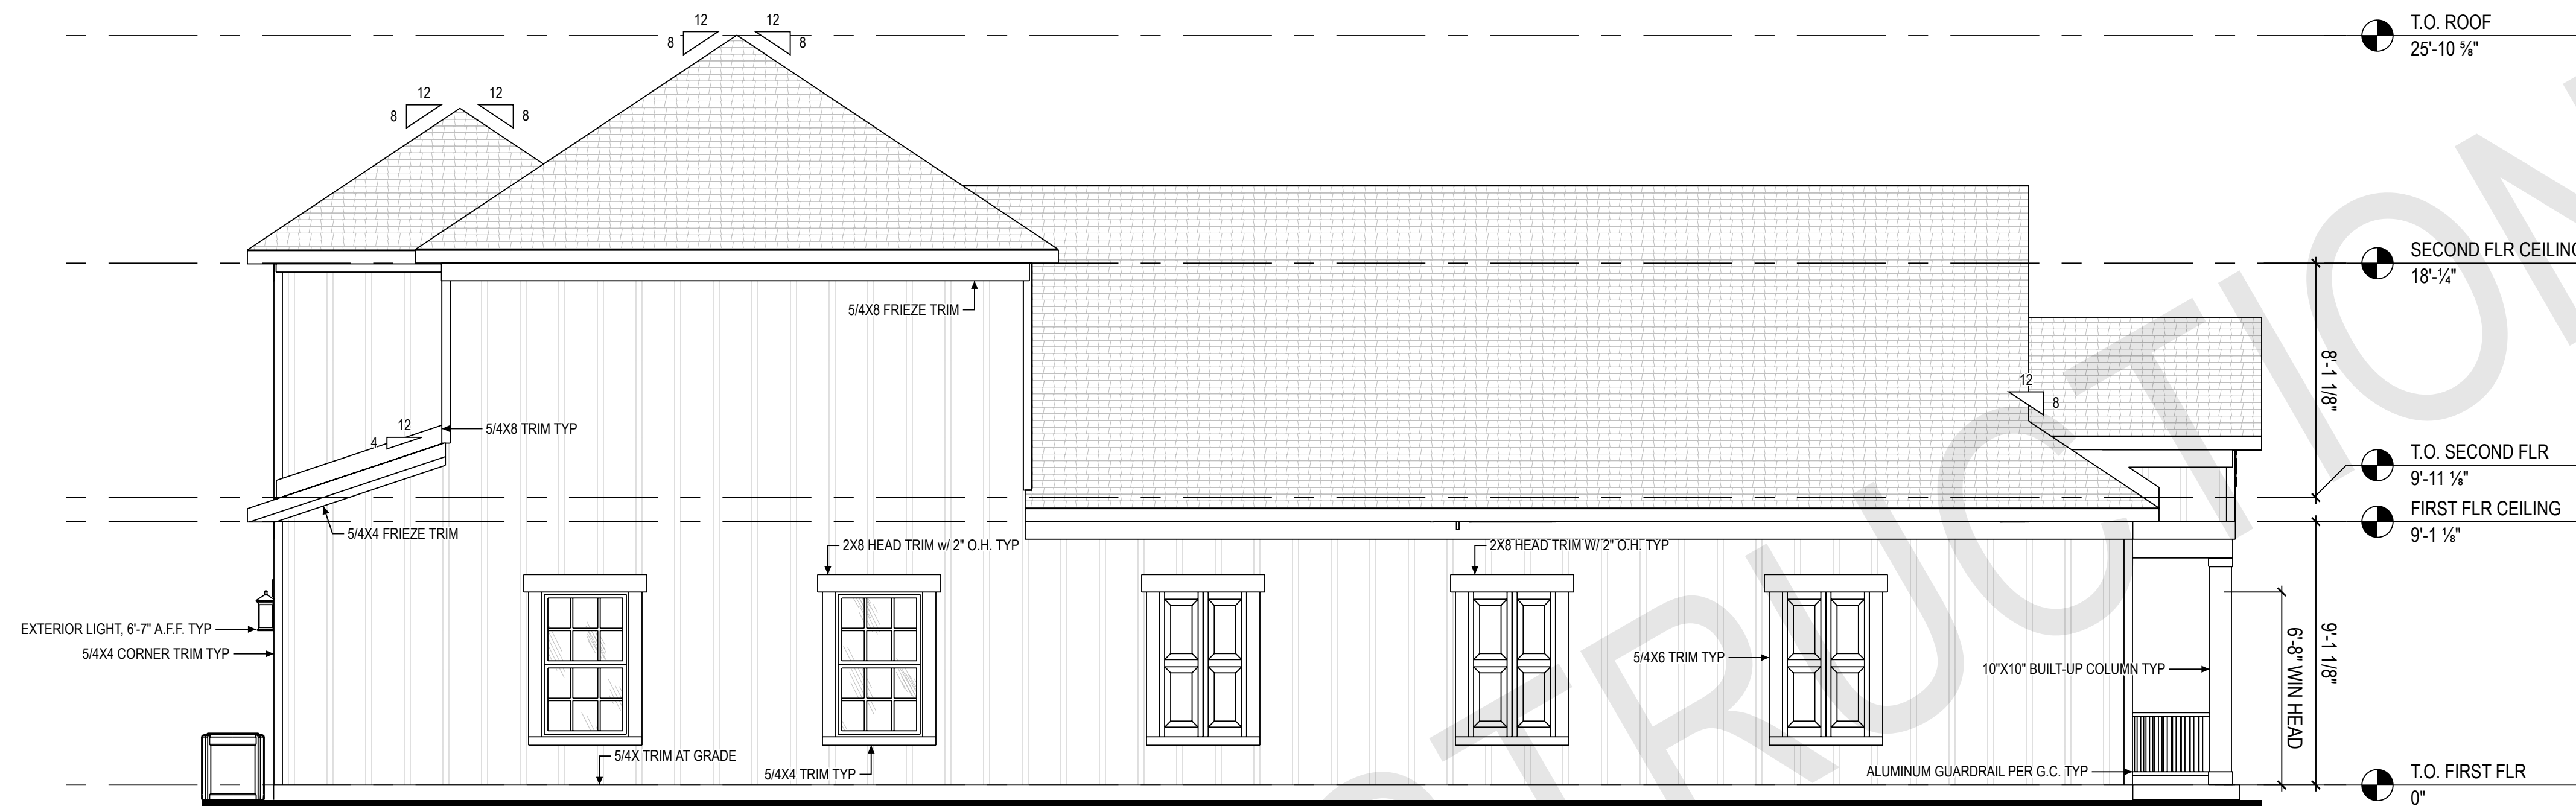 12 12
8 8
T.O. ROOF
25'-10 ⅝"
12 12
8 8
SECOND FLR CEILING
18'-¼"
5/4X8 FRIEZE TRIM
8'-1 1/8"
12
8
12
4
5/4X8 TRIM TYP
T.O. SECOND FLR
9'-11 ⅛"
FIRST FLR CEILING
9'-1 ⅛"
5/4X4 FRIEZE TRIM
2X8 HEAD TRIM w/ 2" O.H. TYP
2X8 HEAD TRIM W/ 2" O.H. TYP
EXTERIOR LIGHT, 6'-7" A.F.F. TYP
5/4X4 CORNER TRIM TYP
5/4X6 TRIM TYP
10"X10" BUILT-UP COLUMN TYP
6'-8" WIN HEAD
9'-1 1/8"
5/4X TRIM AT GRADE
5/4X4 TRIM TYP
ALUMINUM GUARDRAIL PER G.C. TYP
T.O. FIRST FLR
0"
STRUCTION